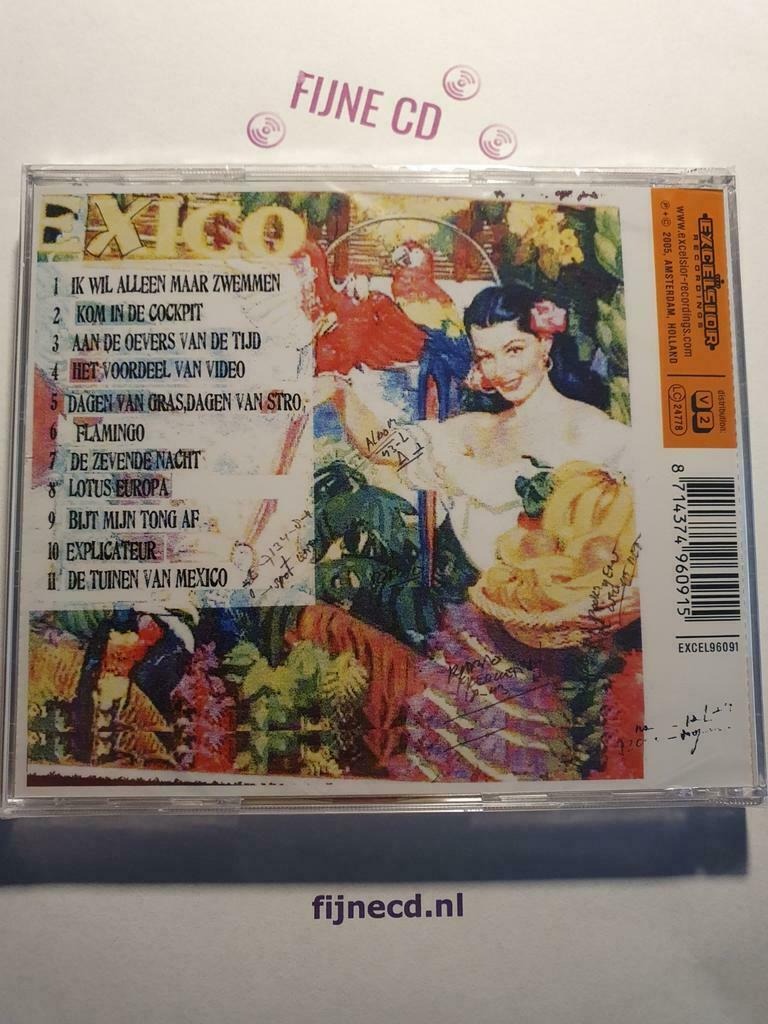 FIJNE CD
EXICO
1 IK WIL ALLEEN MAAR ZWEMMEN
2 KOM IN DE COCKPIT
3 AAN DE OEVERS VAN DE TIJD
4 HET VOORDEEL VAN VIDEO
5 DAGEN VAN GRAS,DAGEN VAN STRO
6 FLAMINGO
7 DE ZEVENDE NACHT
8 LOTUS EUROPA
9 BIJT MIJN TONG AF
10 EXPLICATEUR
11 DE TUINEN VAN MEXICO
EXCELSIOR
RECORDINGS
www.excelsior-recordings.com
℗ + © 2005, AMSTERDAM, HOLLAND
distribution:
V2
LC 24778
8 714374 960915
EXCEL96091
fijnecd.nl